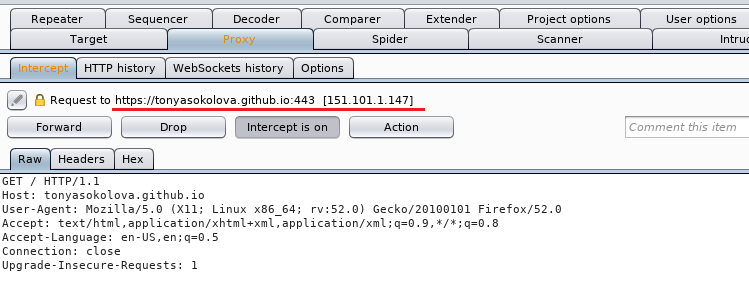 Repeater Sequencer Decoder Comparer Extender Project options User options
Target Proxy Spider Scanner Intruc
Intercept HTTP history WebSockets history Options
Request to https://tonyasokolova.github.io:443 [151.101.1.147]
Forward Drop Intercept is on Action Comment this item
Raw Headers Hex
GET / HTTP/1.1
Host: tonyasokolova.github.io
User-Agent: Mozilla/5.0 (X11; Linux x86_64; rv:52.0) Gecko/20100101 Firefox/52.0
Accept: text/html,application/xhtml+xml,application/xml;q=0.9,*/*;q=0.8
Accept-Language: en-US,en;q=0.5
Connection: close
Upgrade-Insecure-Requests: 1